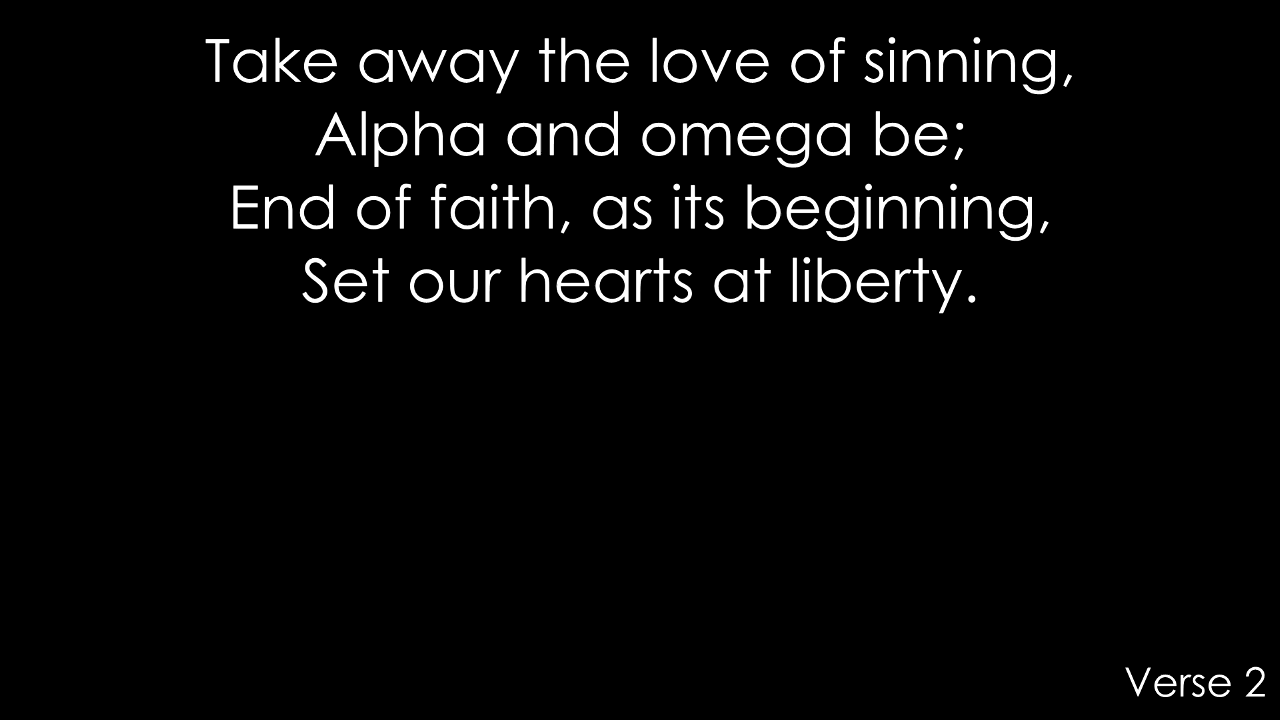 Take away the love of sinning,
Alpha and omega be;
End of faith, as its beginning,
Set our hearts at liberty.
Verse 2